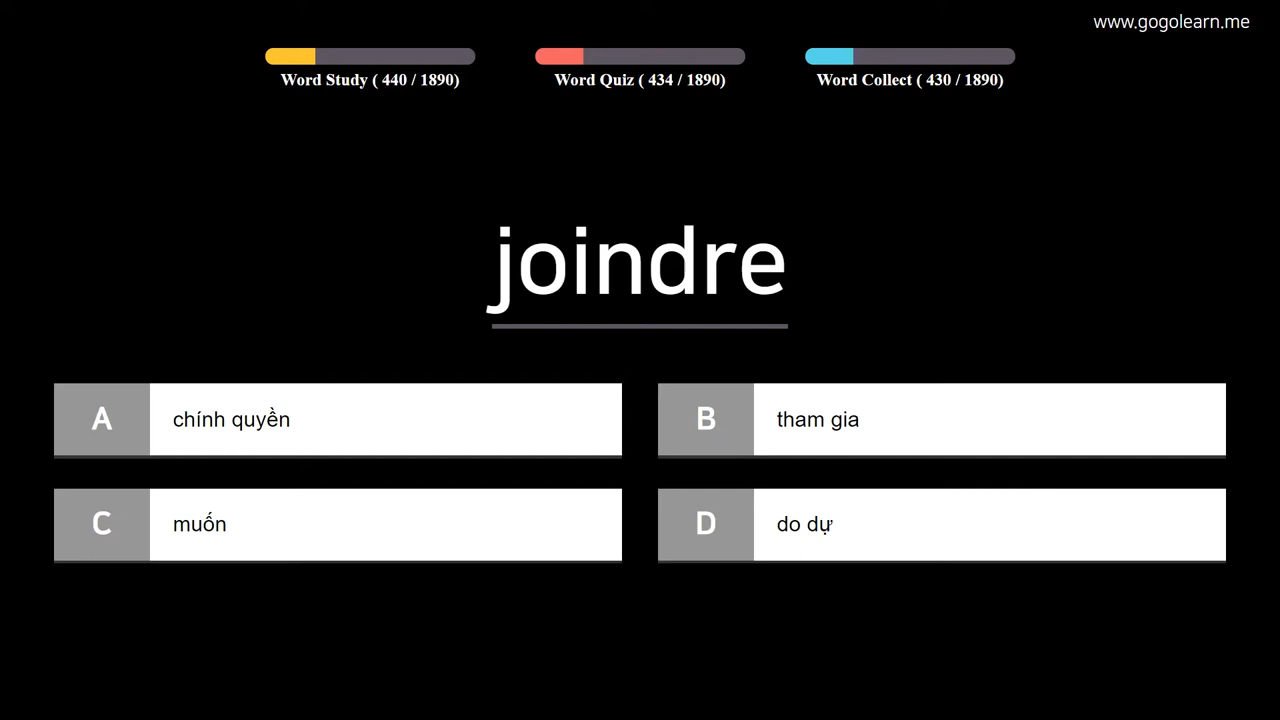 www.gogolearn.me
Word Study ( 440 / 1890)
Word Quiz ( 434 / 1890)
Word Collect ( 430 / 1890)
joindre
A chính quyền
B tham gia
C muốn
D do dự